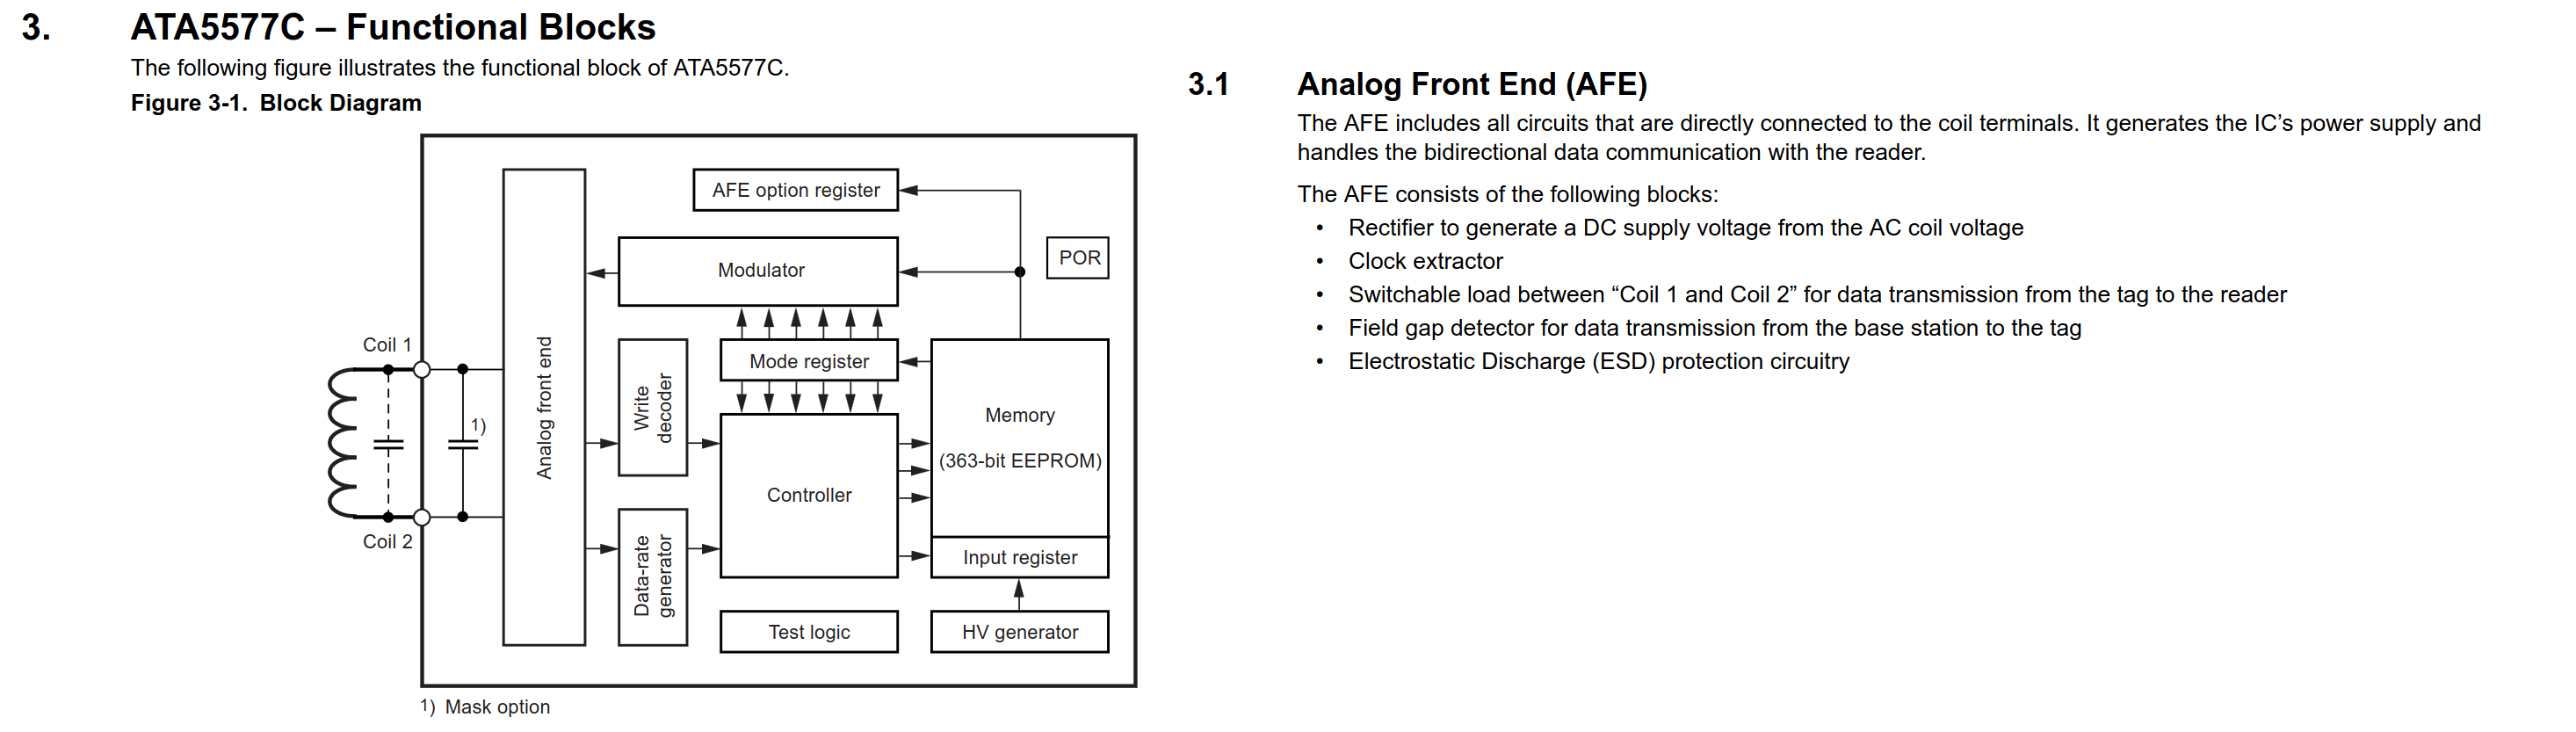 3. ATA5577C – Functional Blocks
The following figure illustrates the functional block of ATA5577C.
Figure 3-1. Block Diagram
AFE option register
POR
Modulator
Coil 1
Mode register
Analog front end
Write
decoder
Memory
1)
(363-bit EEPROM)
Controller
Coil 2
Data-rate
generator
Input register
Test logic
HV generator
1) Mask option
3.1 Analog Front End (AFE)
The AFE includes all circuits that are directly connected to the coil terminals. It generates the IC’s power supply and
handles the bidirectional data communication with the reader.
The AFE consists of the following blocks:
• Rectifier to generate a DC supply voltage from the AC coil voltage
• Clock extractor
• Switchable load between “Coil 1 and Coil 2” for data transmission from the tag to the reader
• Field gap detector for data transmission from the base station to the tag
• Electrostatic Discharge (ESD) protection circuitry